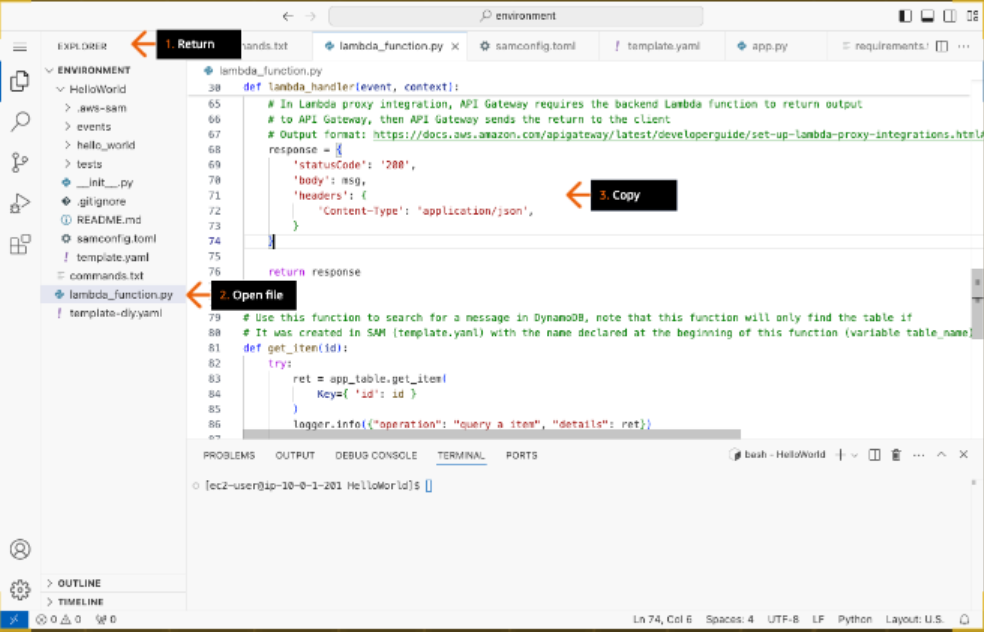 environment
EXPLORER
1. Return
ands.txt
lambda_function.py
samconfig.toml
template.yaml
app.py
requirements.
ENVIRONMENT
HelloWorld
.aws-sam
events
hello_world
tests
__init__.py
.gitignore
README.md
samconfig.toml
template.yaml
commands.txt
lambda_function.py
template-diy.yaml
2. Open file
3. Copy
lambda_function.py
30 def lambda_handler(event, context):
65 # In Lambda proxy integration, API Gateway requires the backend Lambda function to return output
66 # to API Gateway, then API Gateway sends the return to the client
67 # Output format: https://docs.aws.amazon.com/apigateway/latest/developerguide/set-up-lambda-proxy-integrations.html
68 response = {
69 'statusCode': '200',
70 'body': msg,
71 'headers': {
72 'Content-Type': 'application/json',
73 }
74 }
75
76 return response
79 # Use this function to search for a message in DynamoDB, note that this function will only find the table if
80 # It was created in SAM (template.yaml) with the name declared at the beginning of this function (variable table_name)
81 def get_item(id):
82 try:
83 ret = app_table.get_item(
84 Key={ 'id': id }
85 )
86 logger.info({"operation": "query a item", "details": ret})
87
PROBLEMS
OUTPUT
DEBUG CONSOLE
TERMINAL
PORTS
bash - HelloWorld
[ec2-user@ip-10-0-1-201 HelloWorld]$
OUTLINE
TIMELINE
0 0 0
Ln 74, Col 6
Spaces: 4
UTF-8
LF
Python
Layout: U.S.